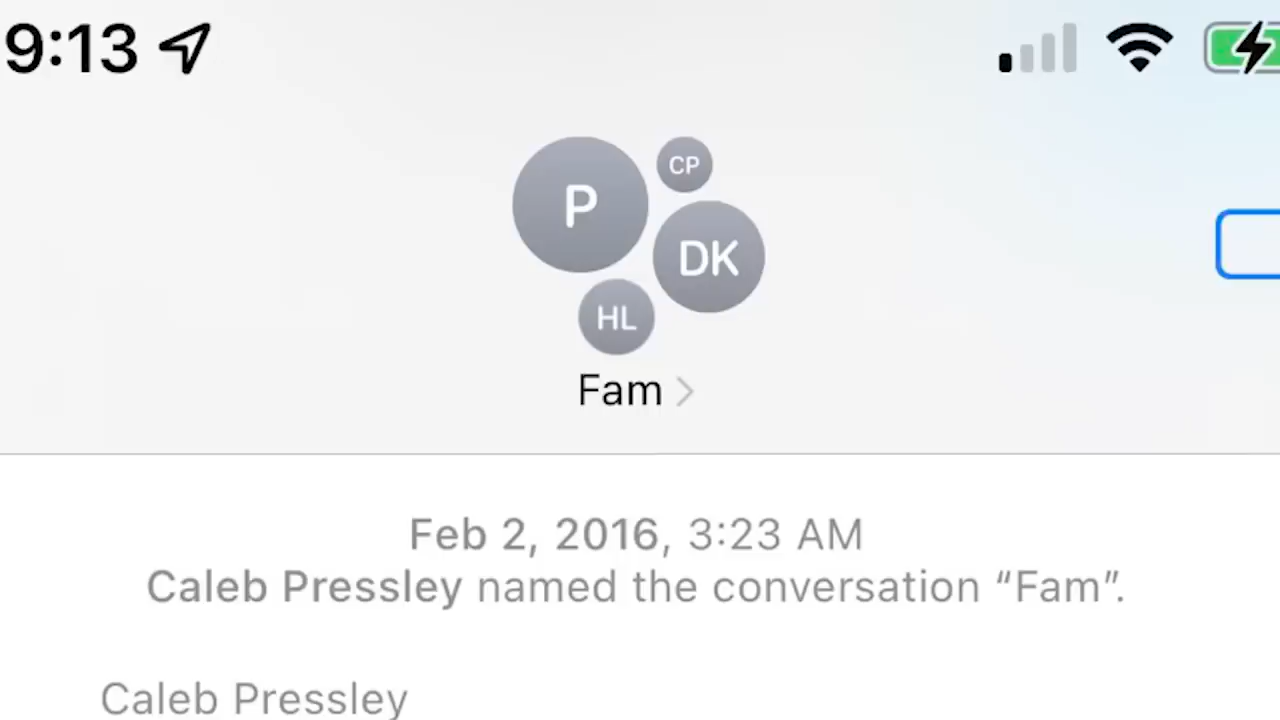 9:13
P
CP
DK
HL
Fam
Feb 2, 2016, 3:23 AM
Caleb Pressley named the conversation “Fam”.
Caleb Pressley